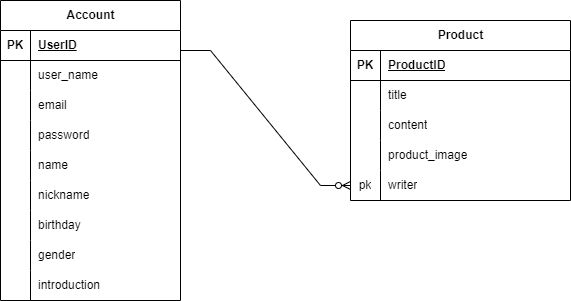 Account
PK UserID
user_name
email
password
name
nickname
birthday
gender
introduction
Product
PK ProductID
title
content
product_image
pk writer